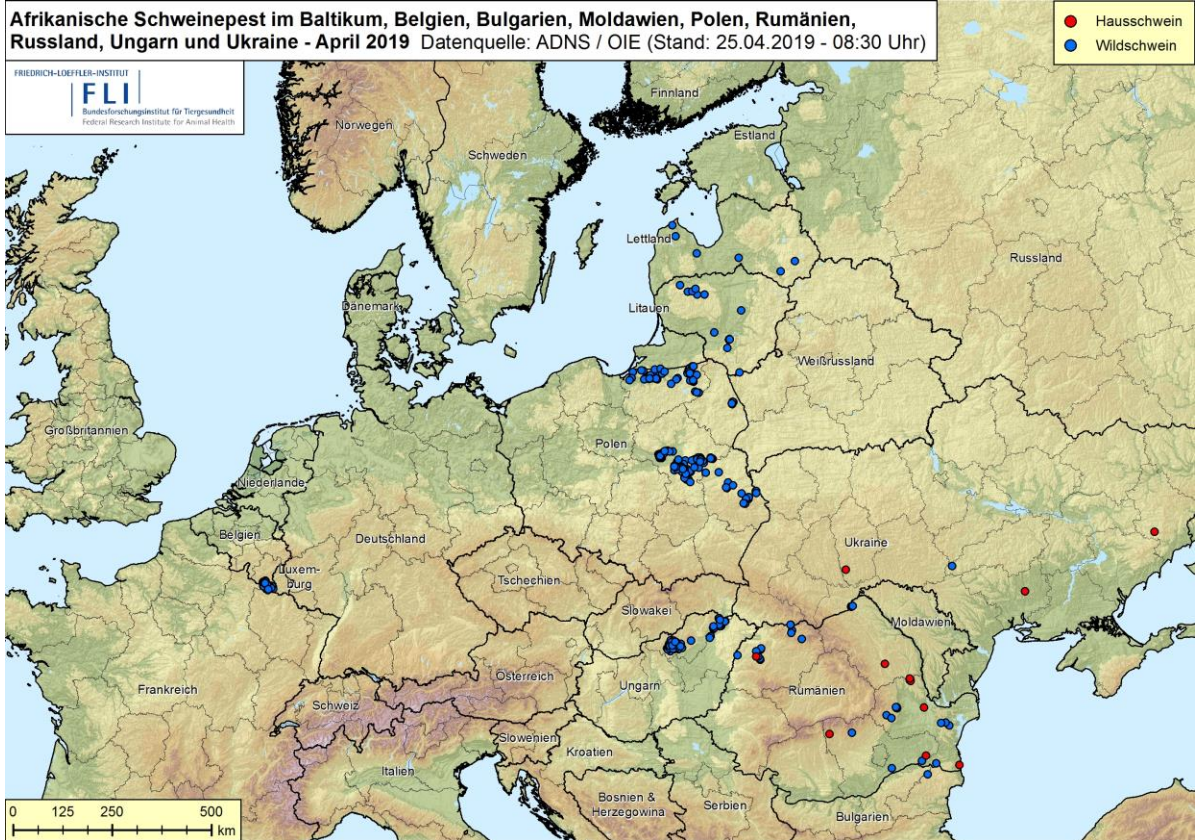 Afrikanische Schweinepest im Baltikum, Belgien, Bulgarien, Moldawien, Polen, Rumänien,
Russland, Ungarn und Ukraine - April 2019 Datenquelle: ADNS / OIE (Stand: 25.04.2019 - 08:30 Uhr)
Hausschwein
Wildschwein
FRIEDRICH-LOEFFLER-INSTITUT
FLI
Bundesforschungsinstitut für Tiergesundheit
Federal Research Institute for Animal Health
Finnland
Norwegen
Estland
Schweden
Lettland
Russland
Dänemark
Litauen
Weißrussland
Großbritannien
Polen
Niederlande
Belgien
Deutschland
Ukraine
Luxem-
burg
Tschechien
Slowakei
Moldawien
Österreich
Ungarn
Rumänien
Frankreich
Schweiz
Slowenien
Kroatien
Italien
Bosnien &
Herzegowina
Serbien
Bulgarien
0 125 250 500
km